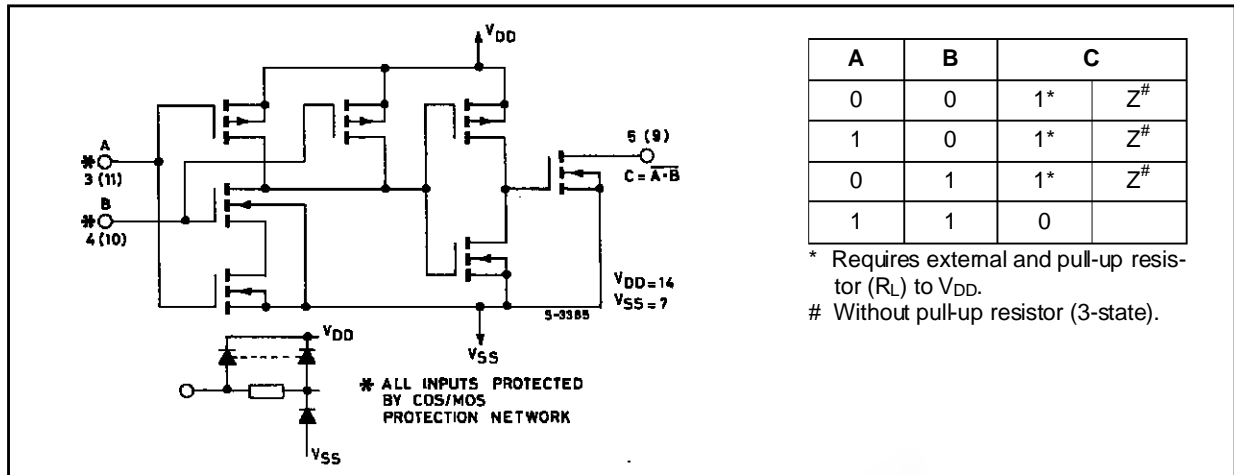 VDD
A
* 3 (11)
B
* 4 (10)
5 (9)
C = \overline{A·B}
VDD = 14
VSS = 7
S-3385
VSS
VDD
VSS
* ALL INPUTS PROTECTED
BY COS/MOS
PROTECTION NETWORK
A B C
0 0 1* Z#
1 0 1* Z#
0 1 1* Z#
1 1 0
* Requires external and pull-up resis-
tor (RL) to VDD.
# Without pull-up resistor (3-state).